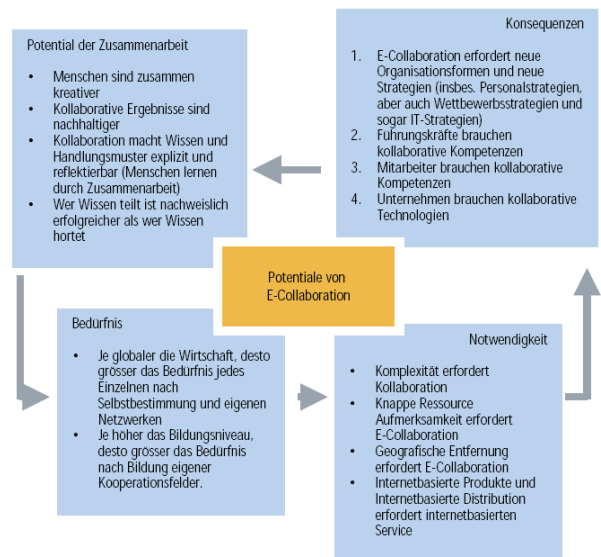 Potential der Zusammenarbeit
• Menschen sind zusammen
kreativer
• Kollaborative Ergebnisse sind
nachhaltiger
• Kollaboration macht Wissen und
Handlungsmuster explizit und
reflektierbar (Menschen lernen
durch Zusammenarbeit)
• Wer Wissen teilt ist nachweislich
erfolgreicher als wer Wissen
hortet
Konsequenzen
1. E-Collaboration erfordert neue
Organisationsformen und neue
Strategien (insbes. Personalstrategien,
aber auch Wettbewerbsstrategien und
sogar IT-Strategien)
2. Führungskräfte brauchen
kollaborative Kompetenzen
3. Mitarbeiter brauchen kollaborative
Kompetenzen
4. Unternehmen brauchen kollaborative
Technologien
Potentiale von
E-Collaboration
Bedürfnis
• Je globaler die Wirtschaft, desto
grösser das Bedürfnis jedes
Einzelnen nach
Selbstbestimmung und eigenen
Netzwerken
• Je höher das Bildungsniveau,
desto grösser das Bedürfnis
nach Bildung eigener
Kooperationsfelder.
Notwendigkeit
• Komplexität erfordert
Kollaboration
• Knappe Ressource
Aufmerksamkeit erfordert
E-Collaboration
• Geografische Entfernung
erfordert E-Collaboration
• Internetbasierte Produkte und
Internetbasierte Distribution
erfordert internetbasierten
Service